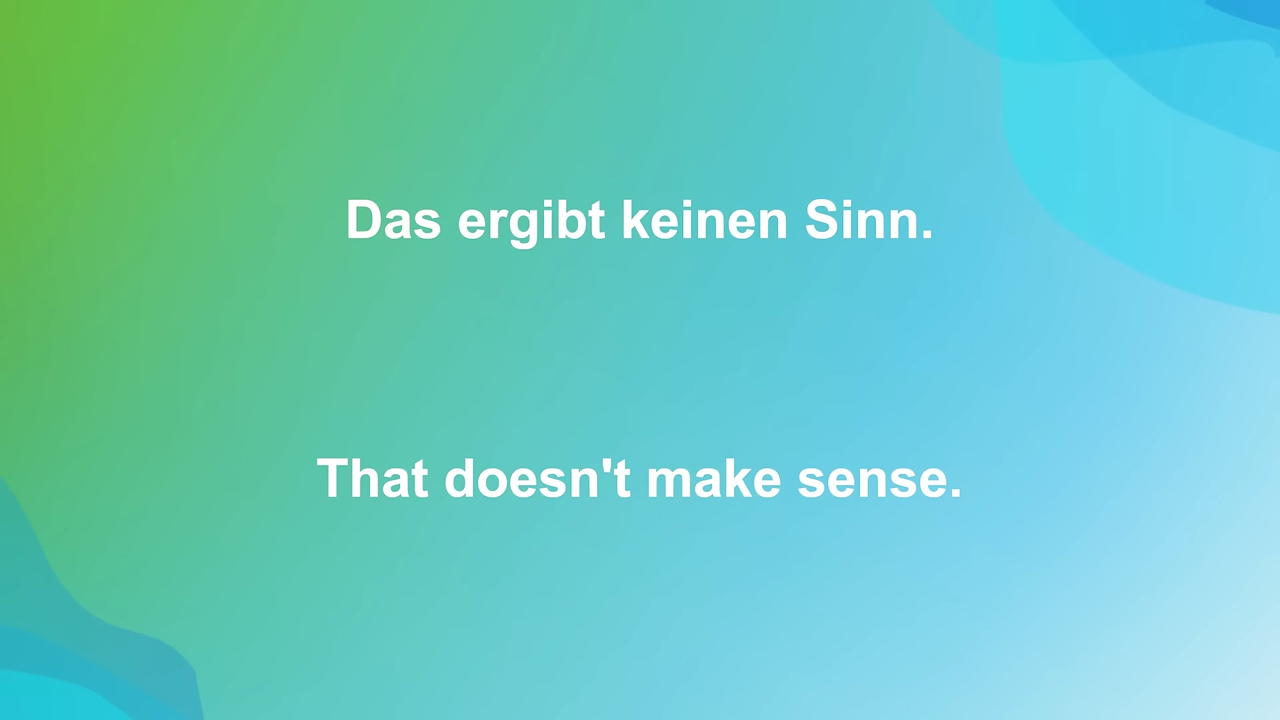 Das ergibt keinen Sinn.
That doesn't make sense.